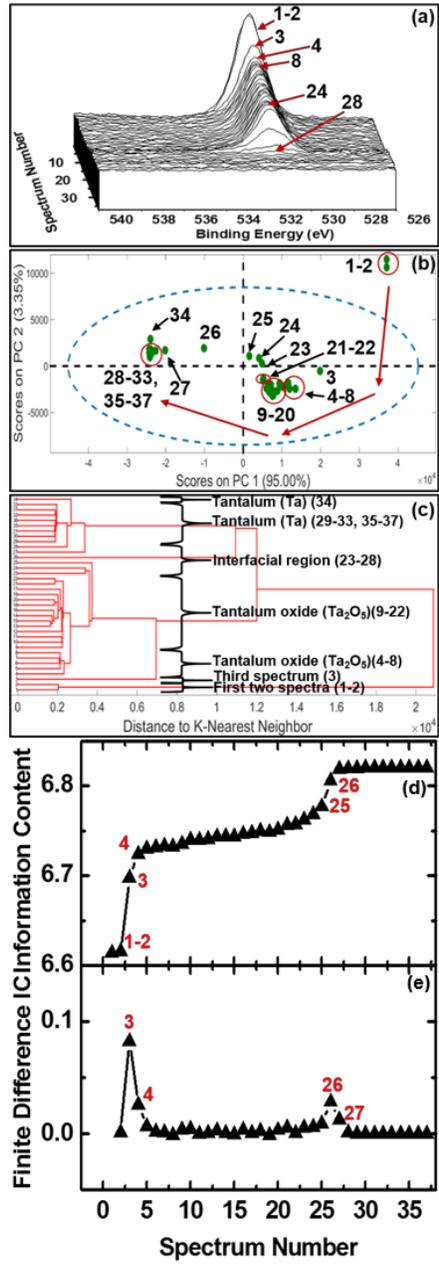 (a)
1-2
3
4
8
24
28
Spectrum Number
10
20
30
540 538 536 534 532 530 528 526
Binding Energy (eV)
(b)
Scores on PC 2 (3.35%)
10000
5000
0
-5000
1-2
34
26
25
24
23
21-22
3
28-33,
35-37
27
9-20
4-8
-4 -2 0 2 4
×10⁴
Scores on PC 1 (95.00%)
(c)
Tantalum (Ta) (34)
Tantalum (Ta) (29-33, 35-37)
Interfacial region (23-28)
Tantalum oxide (Ta₂O₅)(9-22)
Tantalum oxide (Ta₂O₅)(4-8)
Third spectrum (3)
First two spectra (1-2)
0 0.2 0.4 0.6 0.8 1 1.2 1.4 1.6 1.8 2
×10⁴
Distance to K-Nearest Neighbor
(d)
Information Content
6.8
6.7
6.6
4
3
1-2
26
25
(e)
Finite Difference IC
0.1
0.0
3
4
26
27
0 5 10 15 20 25 30 35
Spectrum Number